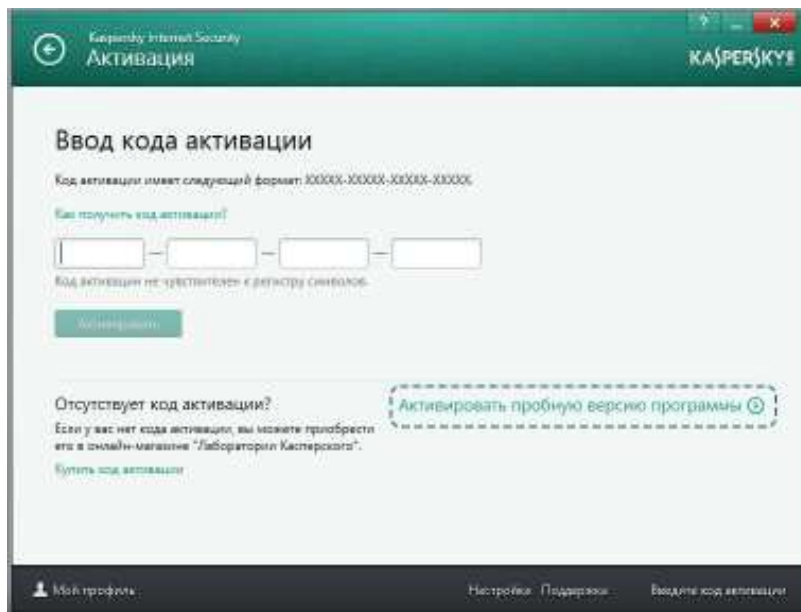 Kaspersky Internet Security
Активация
KASPERSKY
Ввод кода активации
Код активации имеет следующий формат: XXXXX-XXXXX-XXXXX-XXXXX.
Как получить код активации?
Код активации не чувствителен к регистру символов.
Активировать
Отсутствует код активации?
Если у вас нет кода активации, вы можете приобрести
его в онлайн-магазине "Лаборатории Касперского".
Купить код активации
Активировать пробную версию программы
Мой профиль
Настройка Поддержка Введите код активации